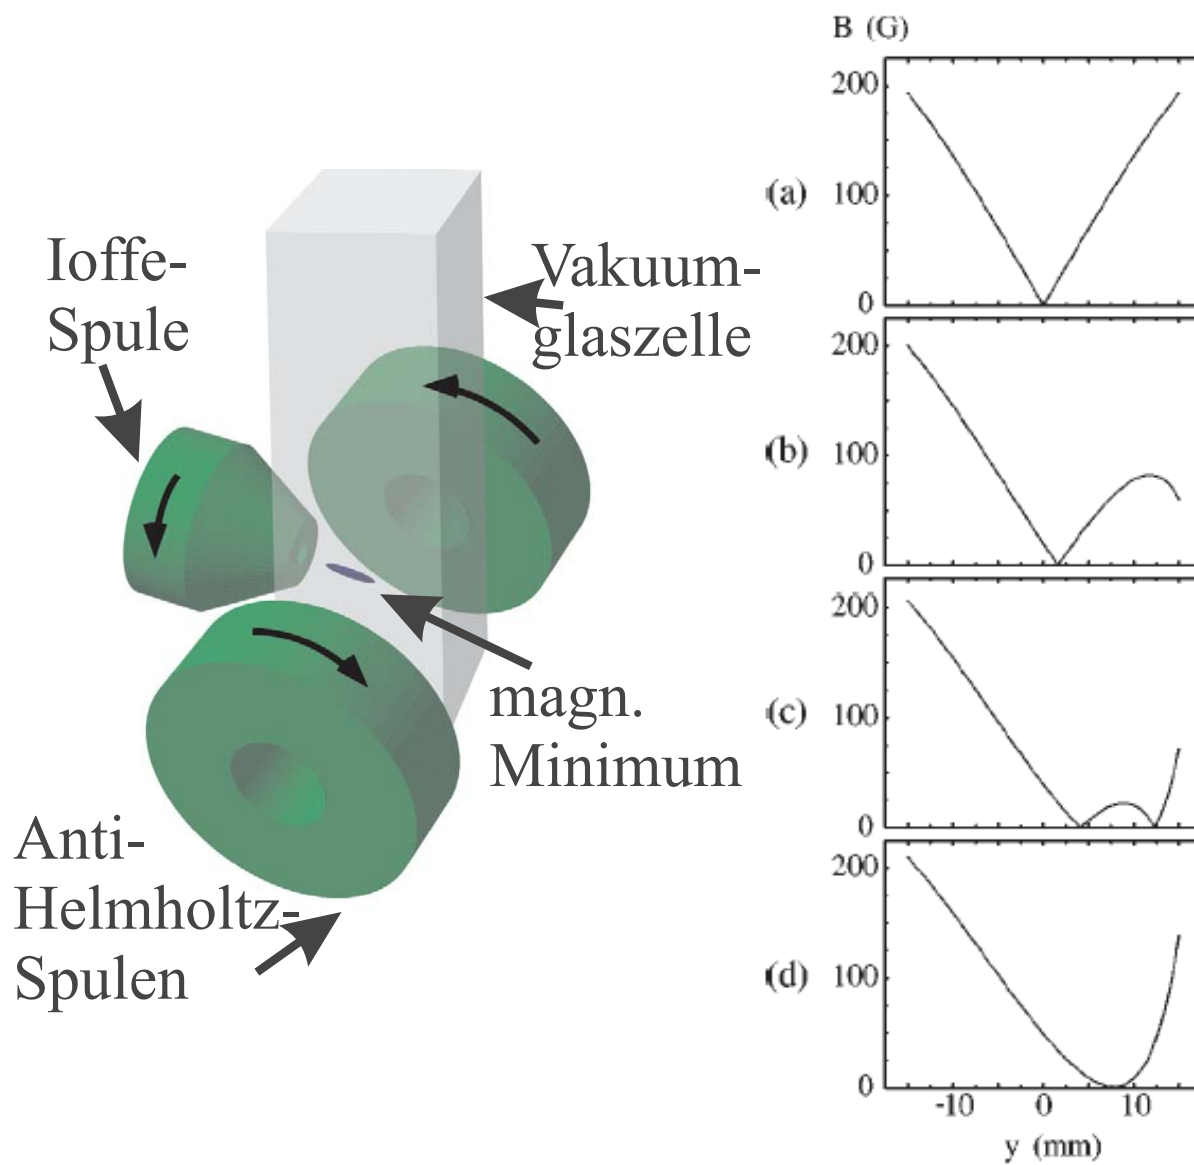 Ioffe-
Spule
Vakuum-
glaszelle
magn.
Minimum
Anti-
Helmholtz-
Spulen
B (G)
200
(a) 100
0
200
(b) 100
0
200
(c) 100
0
200
(d) 100
0
-10 0 10
y (mm)